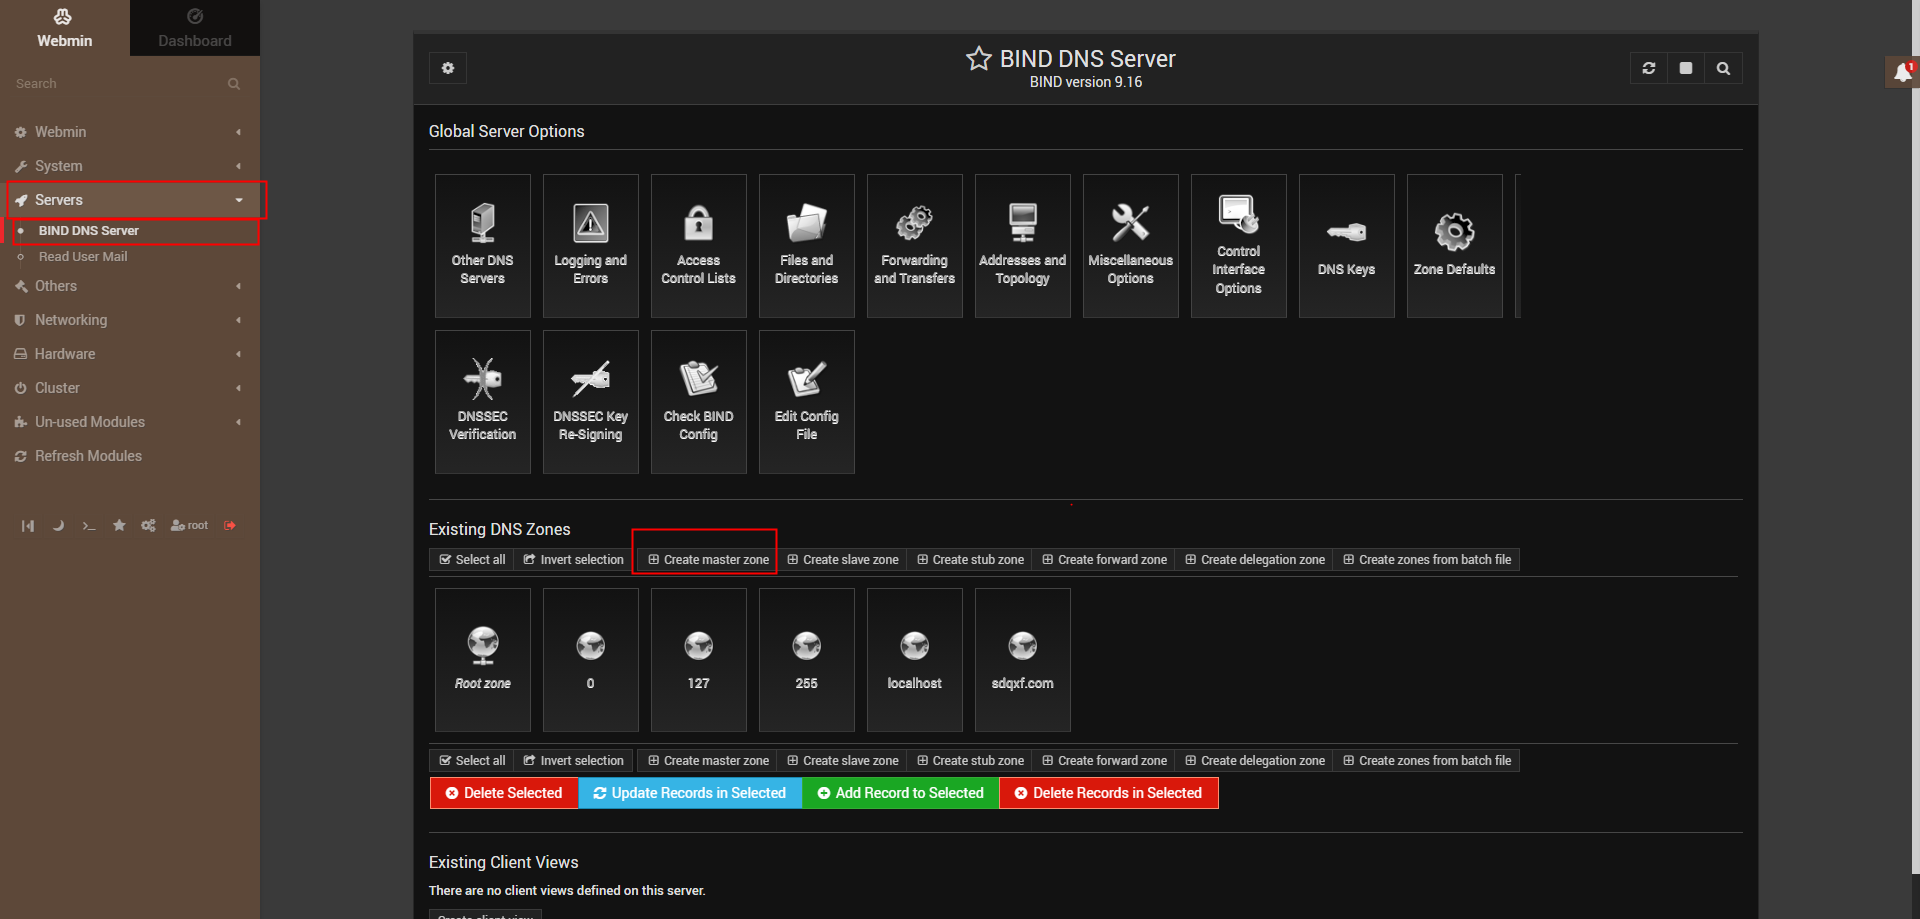 Webmin
Dashboard
Search
Webmin
System
Servers
BIND DNS Server
Read User Mail
Others
Networking
Hardware
Cluster
Un-used Modules
Refresh Modules
root
BIND DNS Server
BIND version 9.16
1
Global Server Options
Other DNS Servers
Logging and Errors
Access Control Lists
Files and Directories
Forwarding and Transfers
Addresses and Topology
Miscellaneous Options
Control Interface Options
DNS Keys
Zone Defaults
DNSSEC Verification
DNSSEC Key Re-Signing
Check BIND Config
Edit Config File
Existing DNS Zones
Select all Invert selection Create master zone Create slave zone Create stub zone Create forward zone Create delegation zone Create zones from batch file
Root zone 0 127 255 localhost sdqxf.com
Select all Invert selection Create master zone Create slave zone Create stub zone Create forward zone Create delegation zone Create zones from batch file
Delete Selected Update Records in Selected Add Record to Selected Delete Records in Selected
Existing Client Views
There are no client views defined on this server.
Create client view